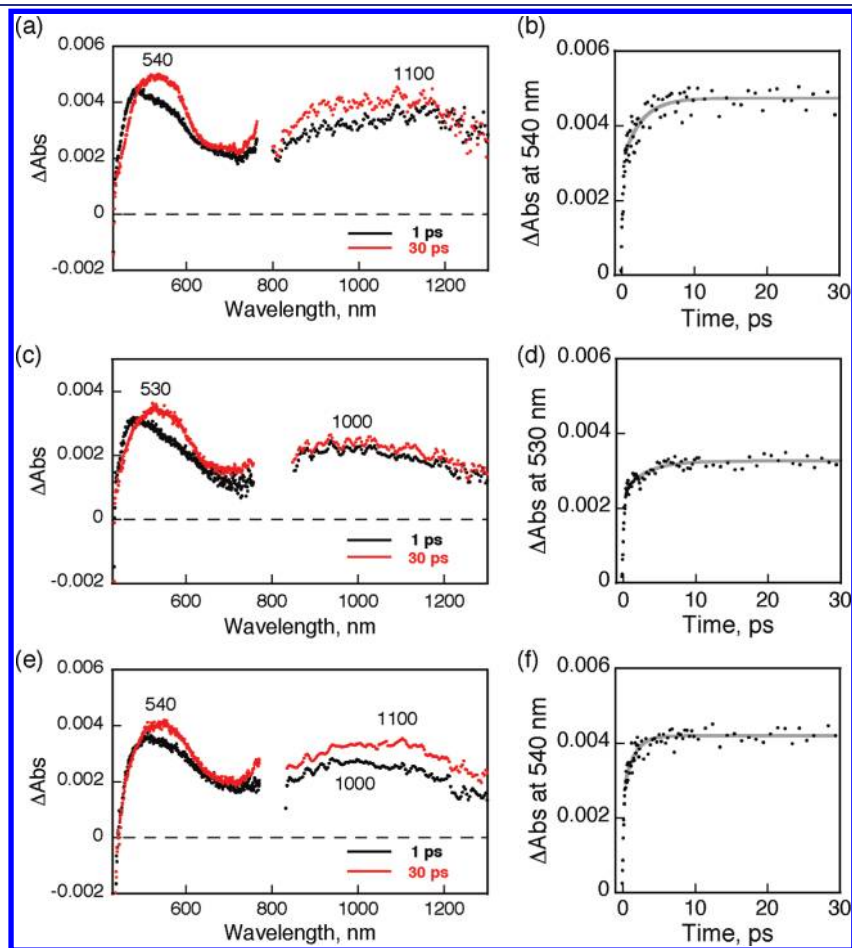 (a)
0.006
0.004
0.002
0
-0.002
ΔAbs
540
1100
1 ps
30 ps
600
800
1000
1200
Wavelength, nm
(b)
0.006
0.004
0.002
0
ΔAbs at 540 nm
0
10
20
30
Time, ps
(c)
0.004
0.002
0
-0.002
ΔAbs
530
1000
1 ps
30 ps
600
800
1000
1200
Wavelength, nm
(d)
0.006
0.004
0.002
0
ΔAbs at 530 nm
0
10
20
30
Time, ps
(e)
0.006
0.004
0.002
0
-0.002
ΔAbs
540
1100
1000
1 ps
30 ps
600
800
1000
1200
Wavelength, nm
(f)
0.006
0.004
0.002
0
ΔAbs at 540 nm
0
10
20
30
Time, ps